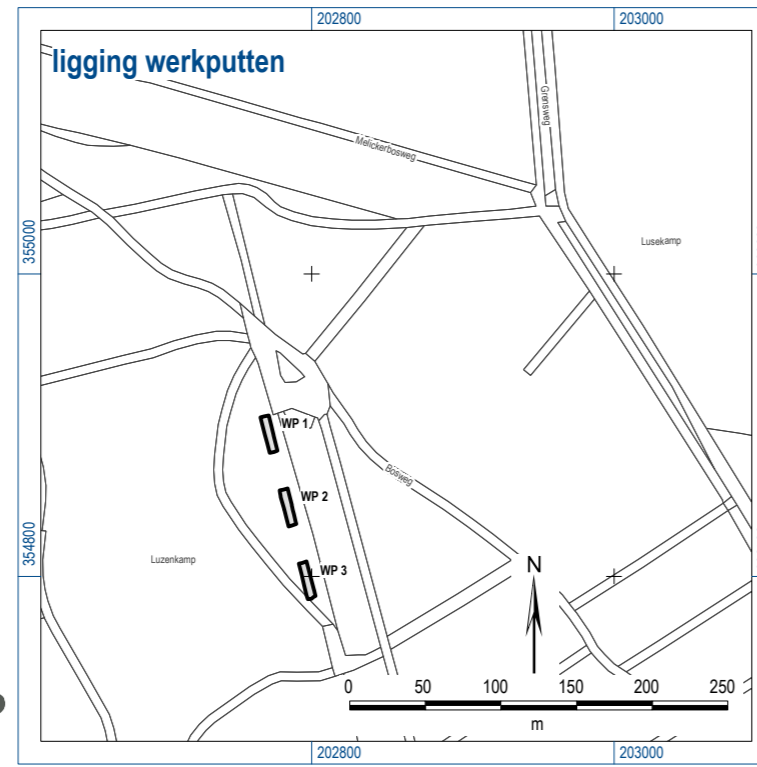 202800 203000
ligging werkputten
Grensweg
Melickerbosweg
355000
Lusekamp
WP 1
Bosweg
WP 2
354800
Luzenkamp
WP 3
N
0 50 100 150 200 250
m
202800 203000